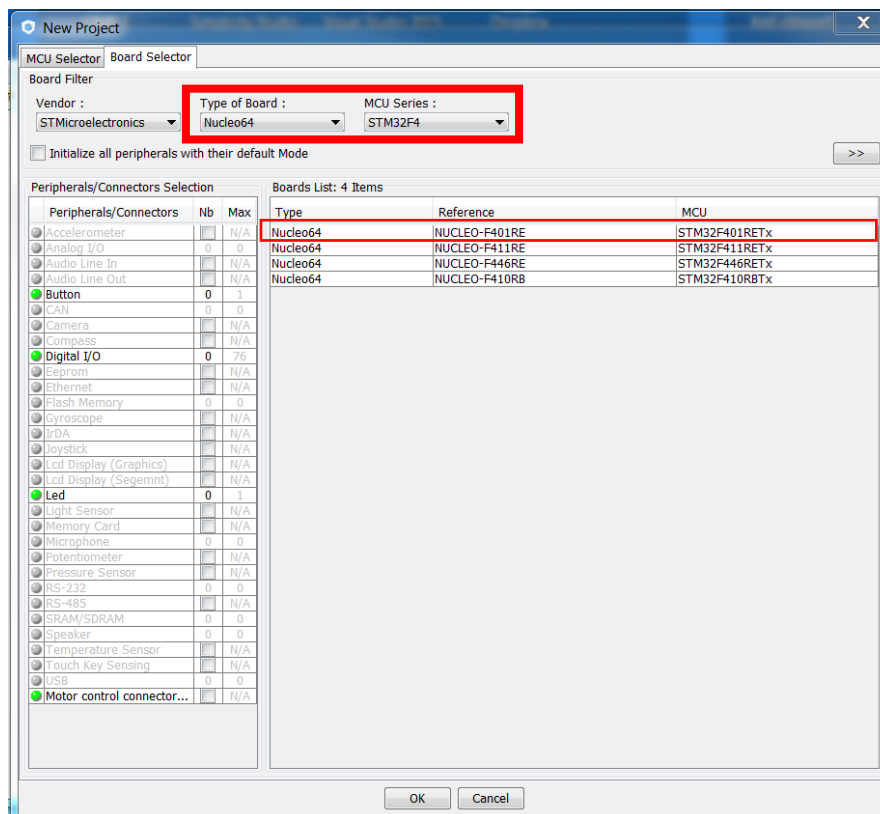 New Project
MCU Selector Board Selector
Board Filter
Vendor : Type of Board : MCU Series :
STMicroelectronics Nucleo64 STM32F4
Initialize all peripherals with their default Mode >>
Peripherals/Connectors Selection Boards List: 4 Items
Peripherals/Connectors Nb Max Type Reference MCU
Accelerometer N/A Nucleo64 NUCLEO-F401RE STM32F401RETx
Analog I/O 0 0 Nucleo64 NUCLEO-F411RE STM32F411RETx
Audio Line In N/A Nucleo64 NUCLEO-F446RE STM32F446RETx
Audio Line Out N/A Nucleo64 NUCLEO-F410RB STM32F410RBTx
Button 0 1
CAN 0 0
Camera N/A
Compass N/A
Digital I/O 0 76
Eeprom N/A
Ethernet N/A
Flash Memory 0 0
Gyroscope N/A
IrDA N/A
Joystick N/A
Lcd Display (Graphics) N/A
Lcd Display (Segemnt) N/A
Led 0 1
Light Sensor N/A
Memory Card N/A
Microphone 0 0
Potentiometer N/A
Pressure Sensor N/A
RS-232 0 0
RS-485 N/A
SRAM/SDRAM 0 0
Speaker 0 0
Temperature Sensor N/A
Touch Key Sensing N/A
USB 0 0
Motor control connector... N/A
OK Cancel